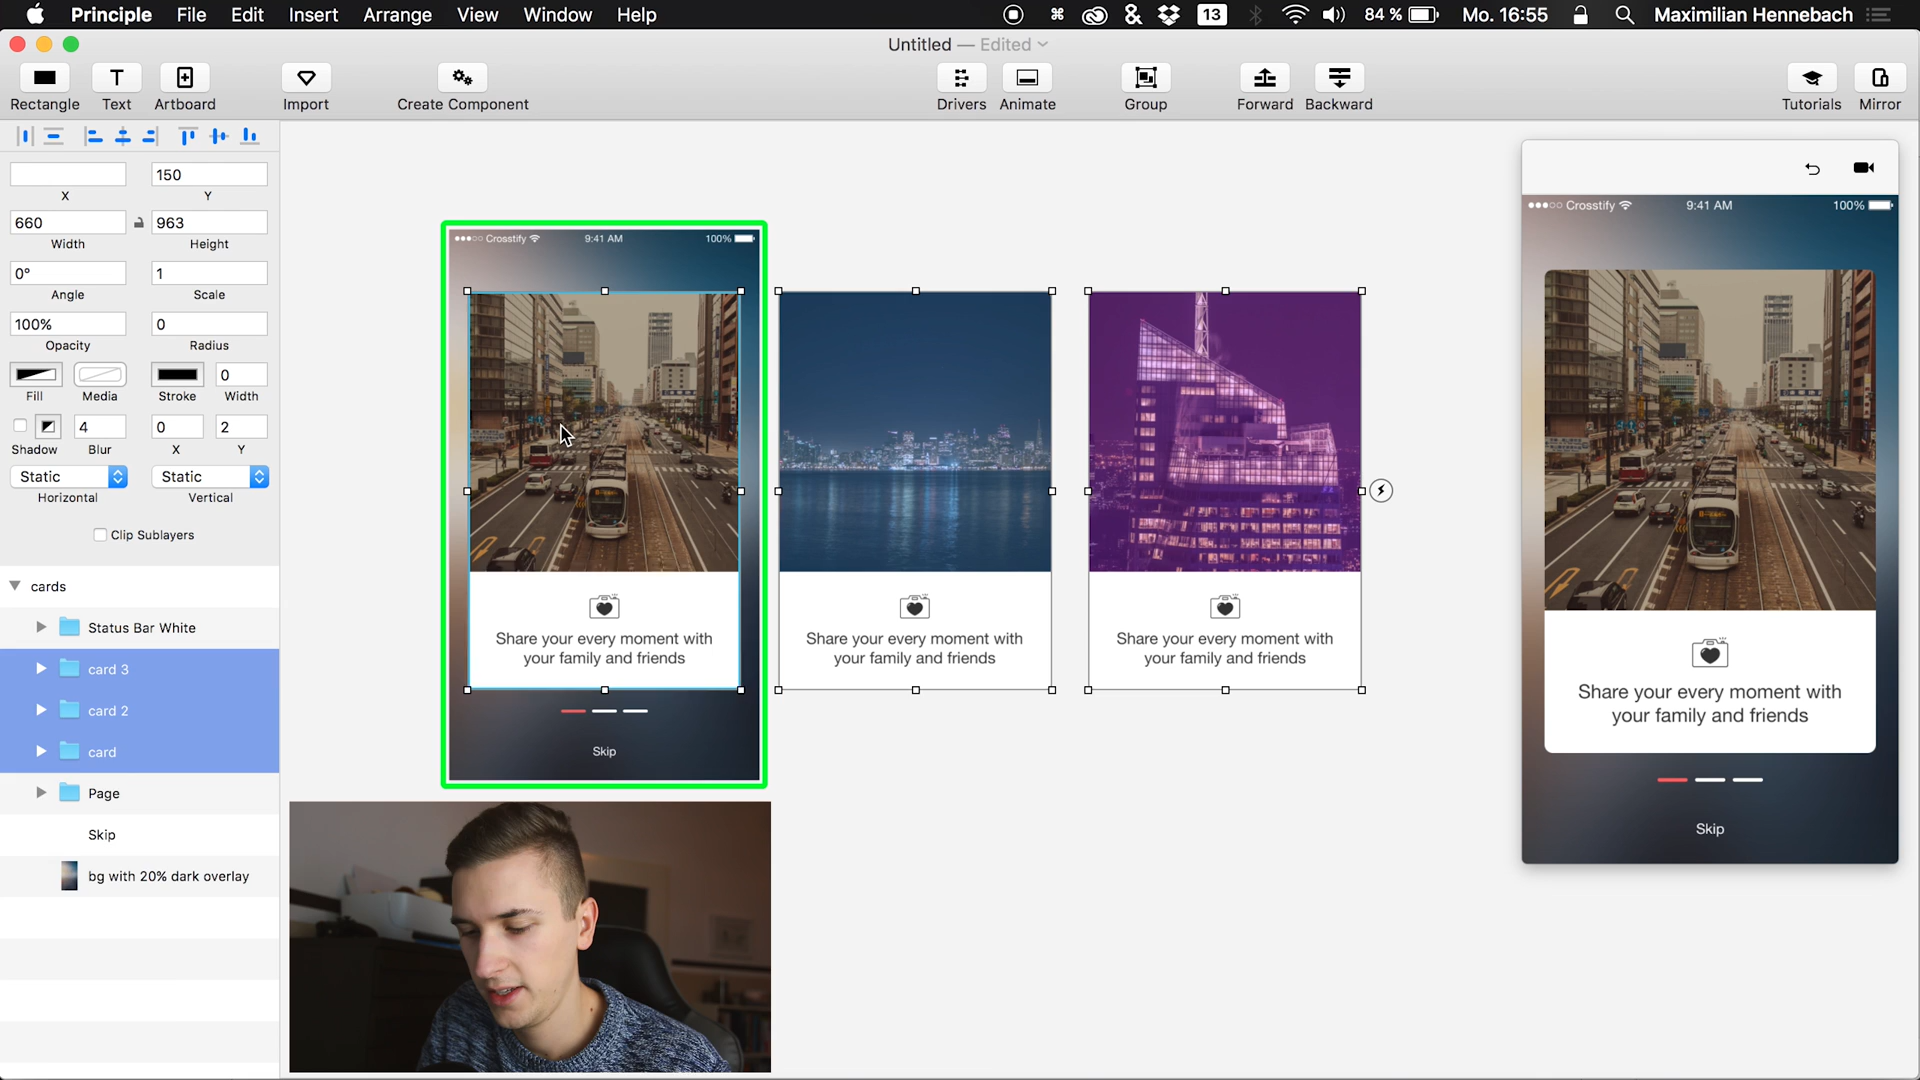 Principle File Edit Insert Arrange View Window Help 13 84 % Mo. 16:55 Maximilian Hennebach
Untitled — Edited
Rectangle Text Artboard Import Create Component Drivers Animate Group Forward Backward Tutorials Mirror
150
X Y
660 963
Width Height
0° 1
Angle Scale
100% 0
Opacity Radius
0
Fill Media Stroke Width
4 0 2
Shadow Blur X Y
Static Static
Horizontal Vertical
Clip Sublayers
cards
Status Bar White
card 3
card 2
card
Page
Skip
bg with 20% dark overlay
Crosstify 9:41 AM 100%
Share your every moment with
your family and friends
Skip
Share your every moment with
your family and friends
Share your every moment with
your family and friends
Crosstify 9:41 AM 100%
Share your every moment with
your family and friends
Skip